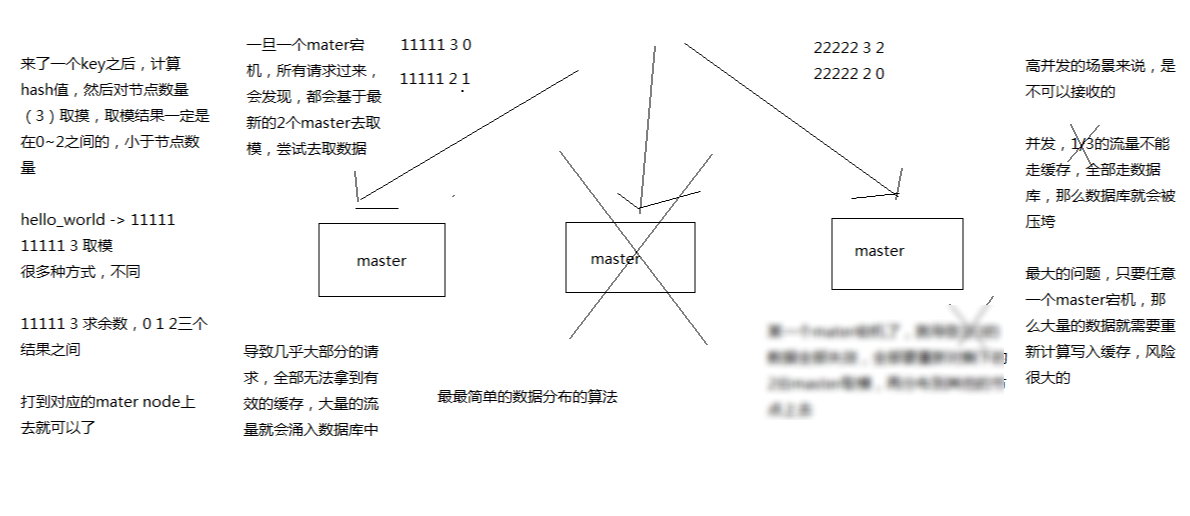 来了一个key之后，计算
hash值，然后对节点数量
（3）取摸，取模结果一定是
在0~2之间的，小于节点数
量
hello_world -> 11111
11111 3 取模
很多种方式，不同
11111 3 求余数，0 1 2三个
结果之间
打到对应的mater node上
去就可以了
一旦一个mater宕
机，所有请求过来，
会发现，都会基于最
新的2个master去取
模，尝试去取数据
11111 3 0
11111 2 1
master
导致几乎大部分的请
求，全部无法拿到有
效的缓存，大量的流
量就会涌入数据库中
master
最最简单的数据分布的算法
22222 3 2
22222 2 0
master
高并发的场景来说，是
不可以接收的
并发，1/3的流量不能
走缓存，全部走数据
库，那么数据库就会被
压垮
最大的问题，只要任意
一个master宕机，那
么大量的数据就需要重
新计算写入缓存，风险
很大的